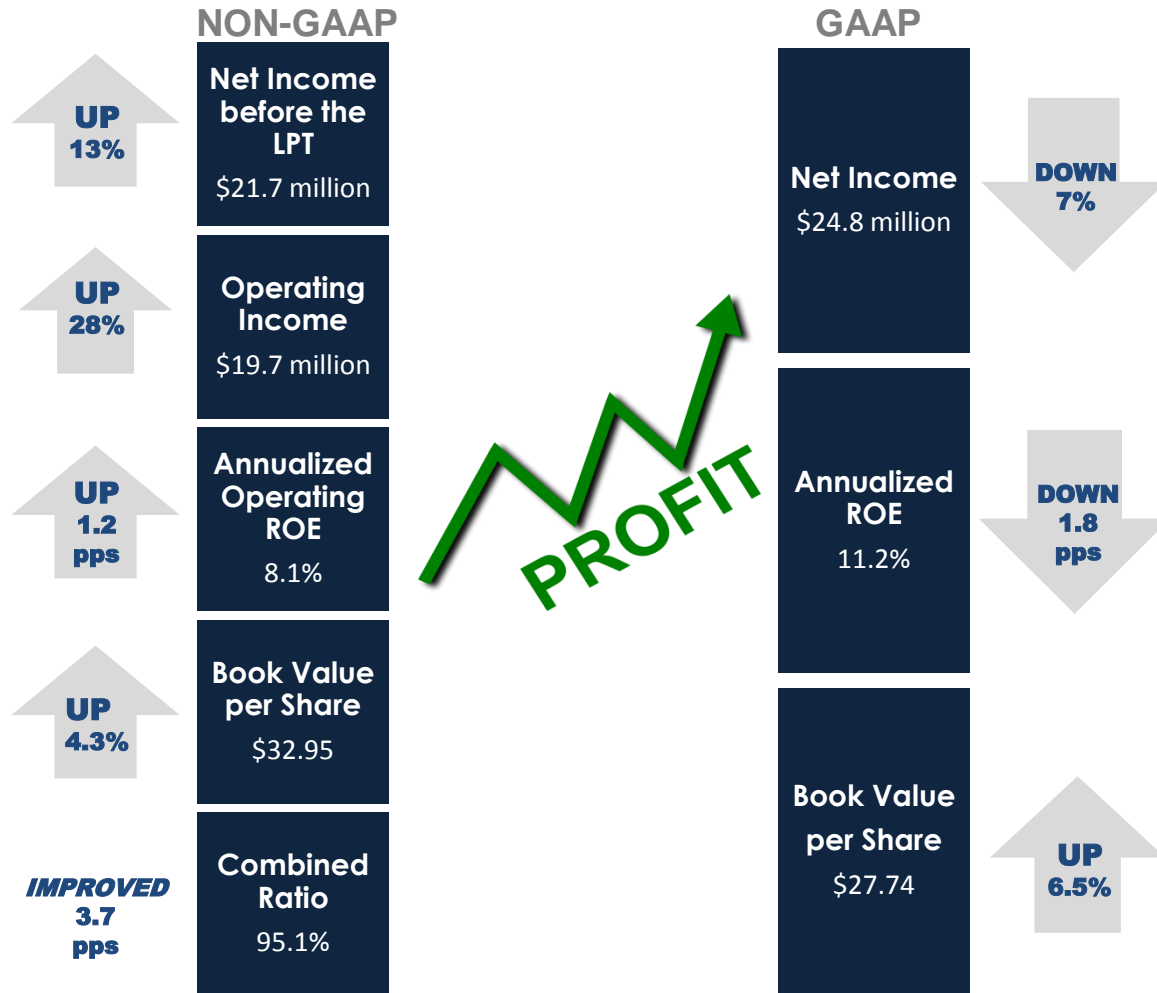 NON-GAAP
UP
13%
Net Income
before the
LPT
$21.7 million
UP
28%
Operating
Income
$19.7 million
UP
1.2
pps
Annualized
Operating
ROE
8.1%
UP
4.3%
Book Value
per Share
$32.95
IMPROVED
3.7
pps
Combined
Ratio
95.1%
PROFIT
GAAP
Net Income
$24.8 million
DOWN
7%
Annualized
ROE
11.2%
DOWN
1.8
pps
Book Value
per Share
$27.74
UP
6.5%